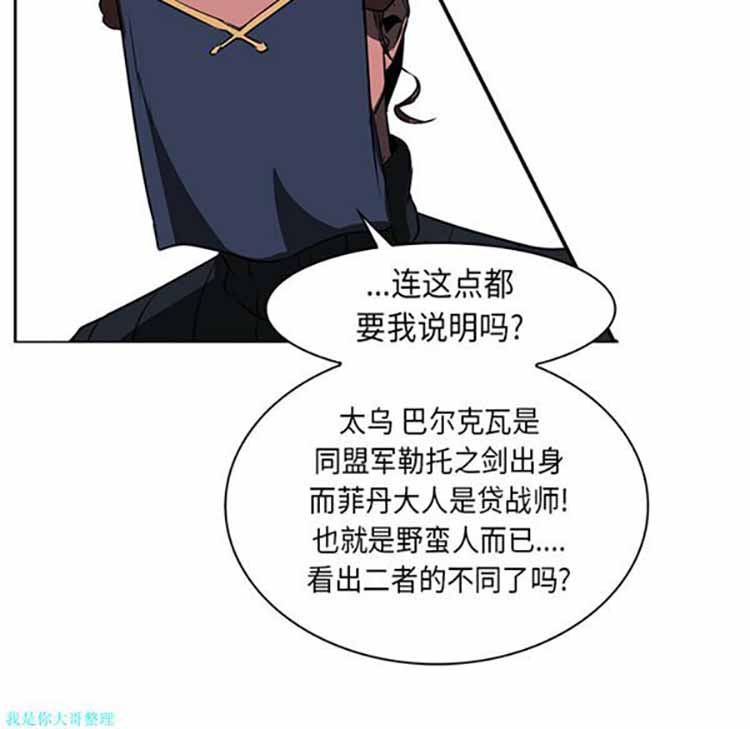 ...连这点都
要我说明吗?
太乌 巴尔克瓦是
同盟军勒托之剑出身
而菲丹大人是贷战师!
也就是野蛮人而已....
看出二者的不同了吗?
我是你大哥整理